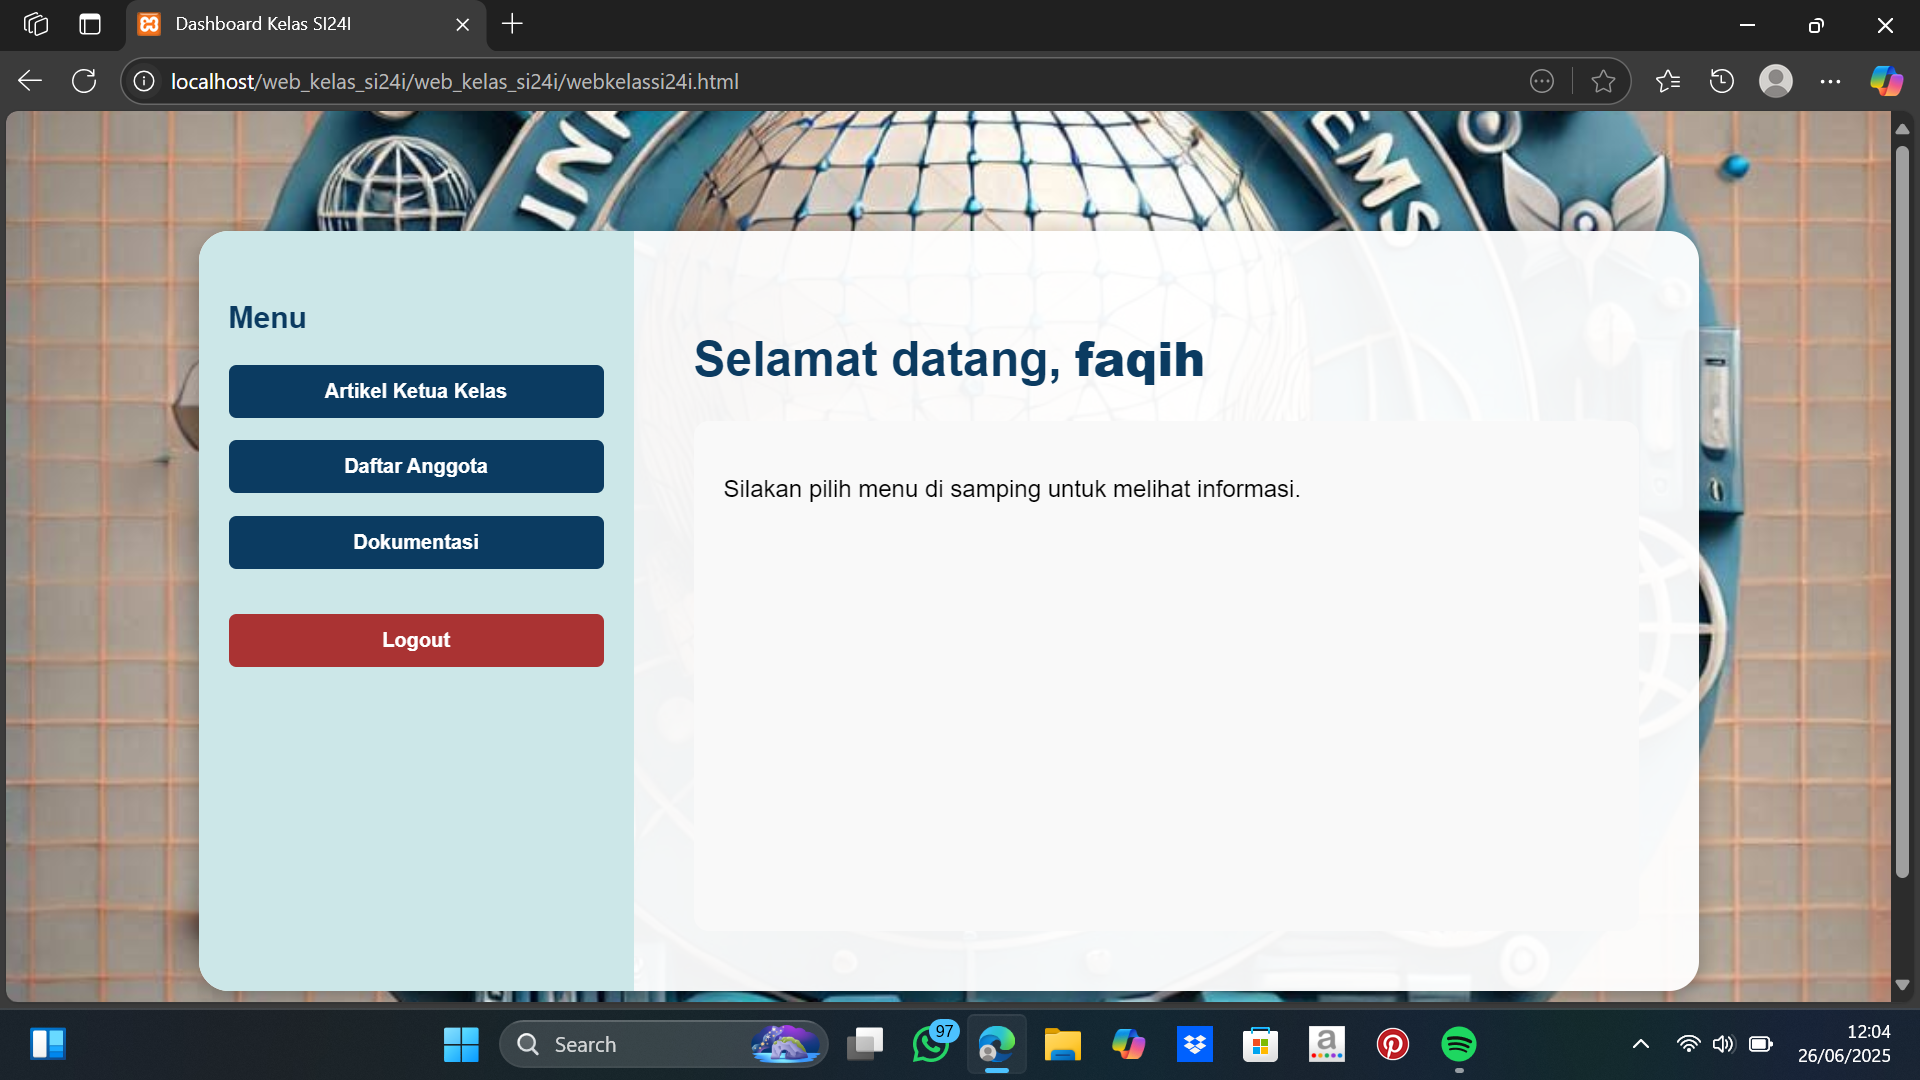 Dashboard Kelas SI24I
localhost/web_kelas_si24i/web_kelas_si24i/webkelassi24i.html
EMS
Menu
Artikel Ketua Kelas
Daftar Anggota
Dokumentasi
Logout
Selamat datang, faqih
Silakan pilih menu di samping untuk melihat informasi.
Search
97
a
12:04
26/06/2025